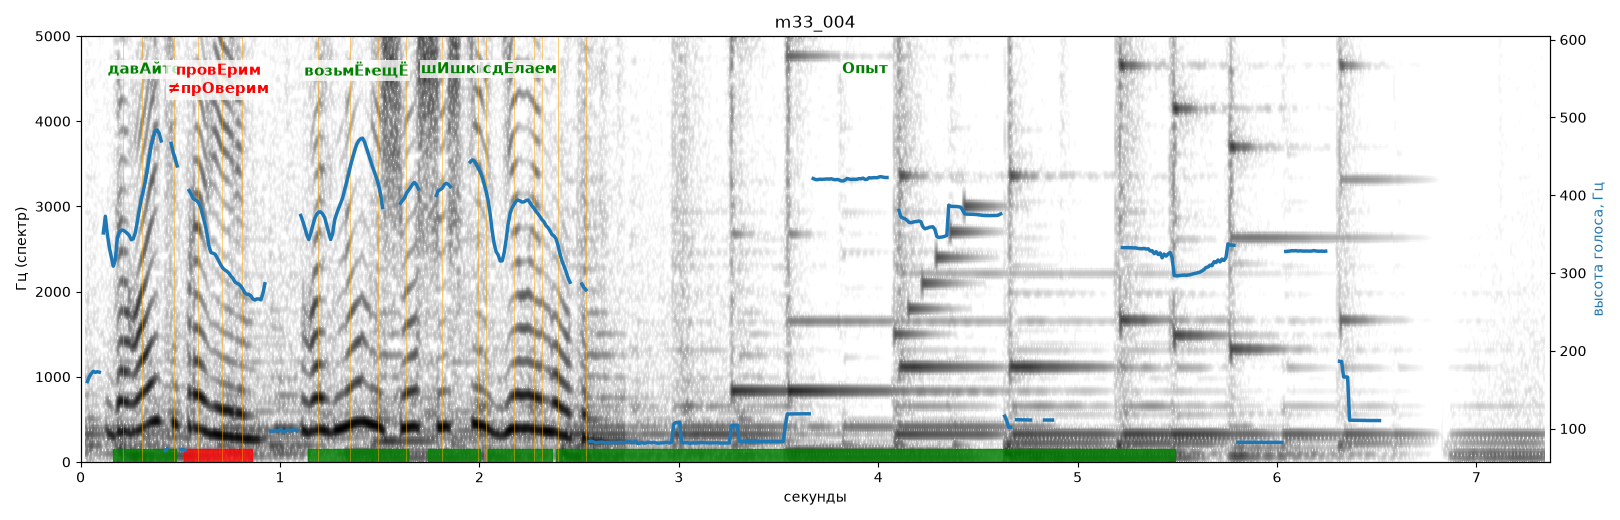 m33_004
5000
4000
3000
2000
1000
0
Гц (спектр)
давАйт
провЕрим
≠прОверим
возьмЁм
ещЁ
шИшки
сдЕлаем
Опыт
600
500
400
300
200
100
высота голоса, Гц
0 1 2 3 4 5 6 7
секунды